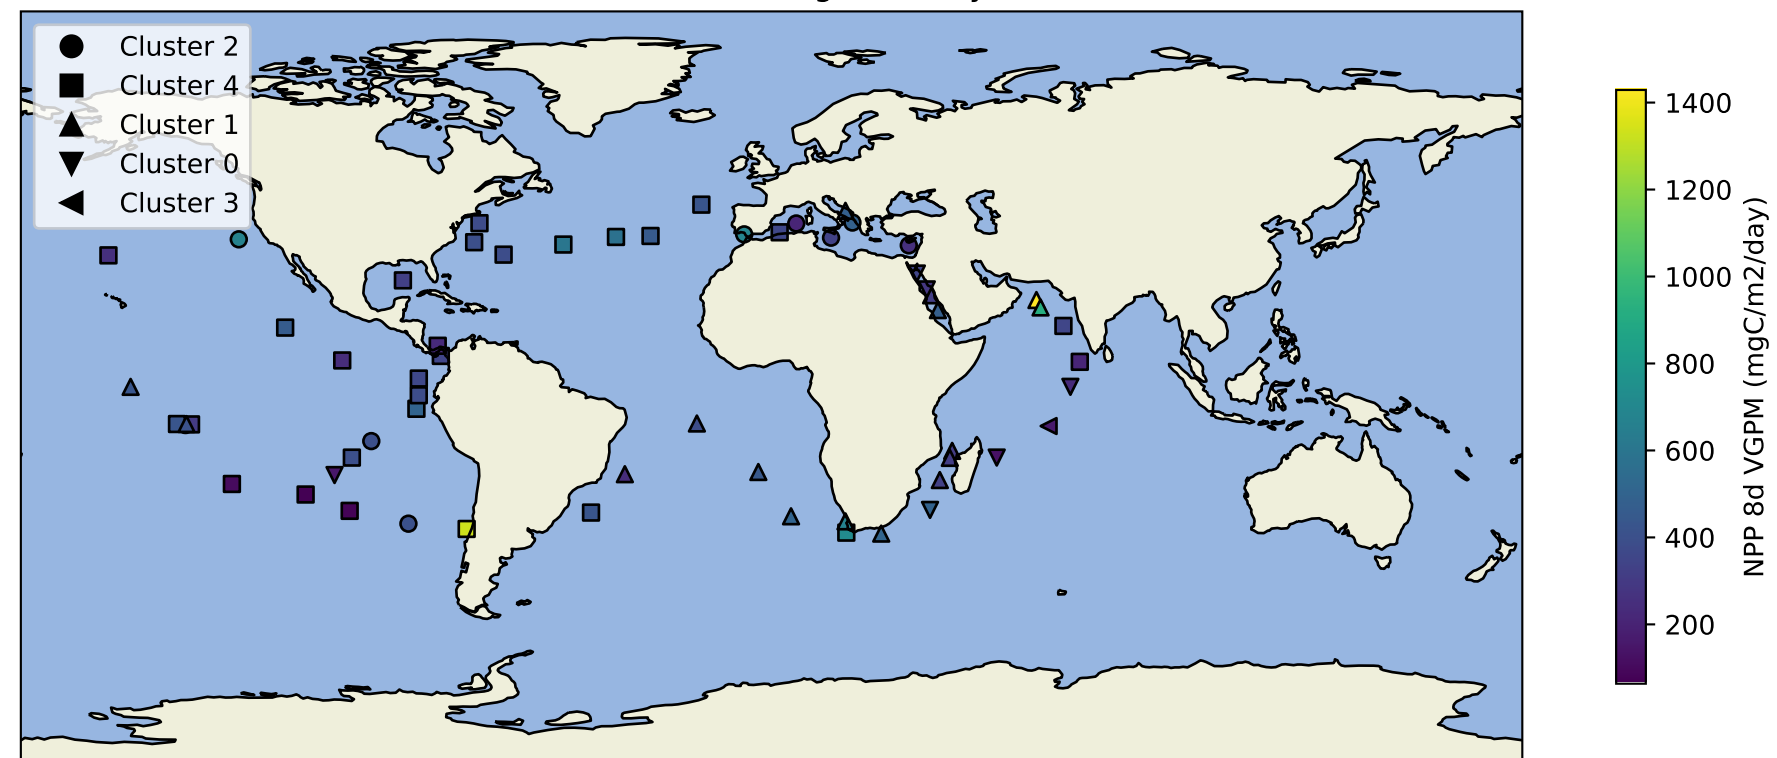 Cluster 2
Cluster 4
Cluster 1
Cluster 0
Cluster 3
1400
1200
1000
800
600
400
200
NPP 8d VGPM (mgC/m2/day)